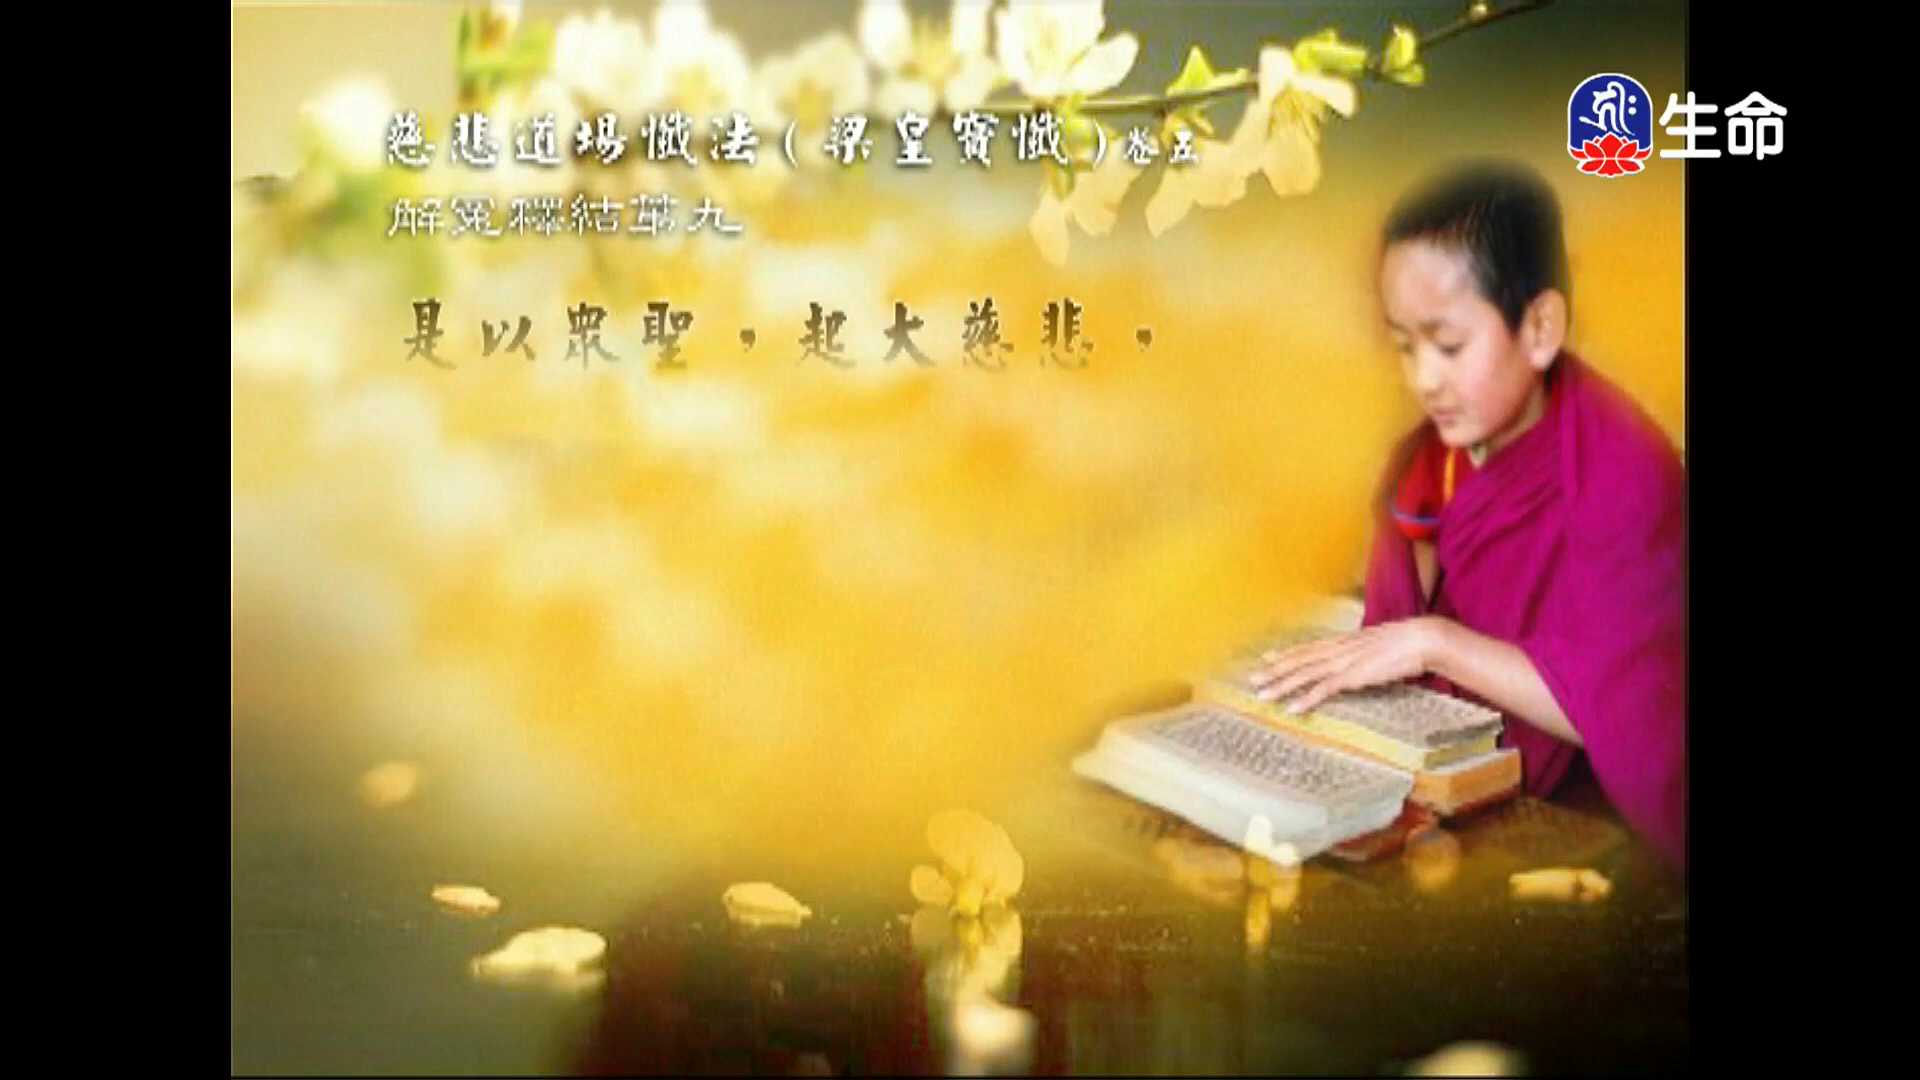 慈悲道場懺法(梁皇寶懺)卷五
解冤釋結第九
是以眾聖，起大慈悲，
生命